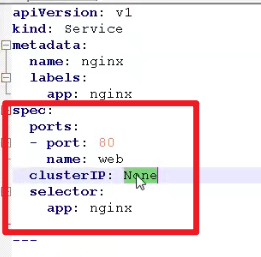 apiVersion: v1
kind: Service
metadata:
  name: nginx
  labels:
    app: nginx
spec:
  ports:
  - port: 80
    name: web
  clusterIP: None
  selector:
    app: nginx
---